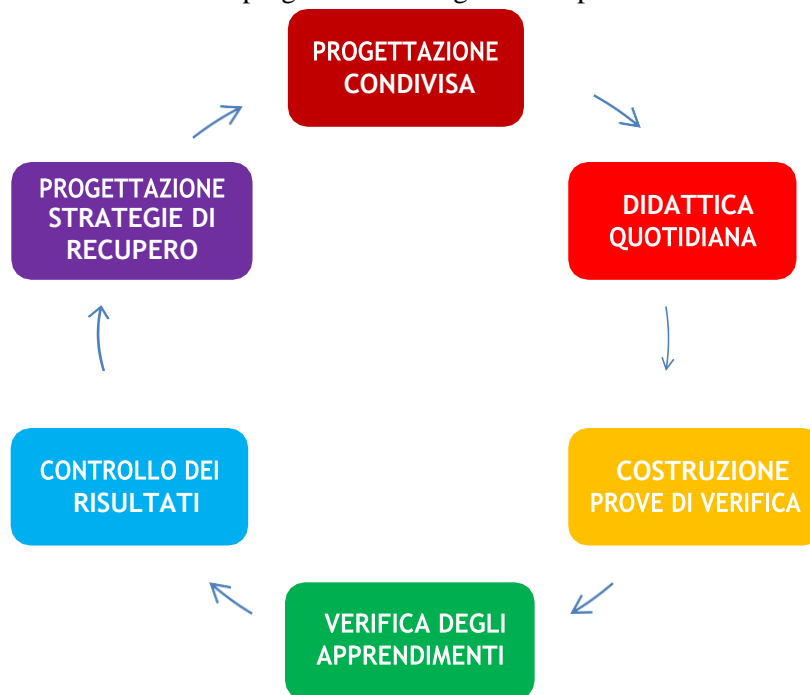 PROGETTAZIONE
CONDIVISA
DIDATTICA
QUOTIDIANA
COSTRUZIONE
PROVE DI VERIFICA
VERIFICA DEGLI
APPRENDIMENTI
CONTROLLO DEI
RISULTATI
PROGETTAZIONE
STRATEGIE DI
RECUPERO